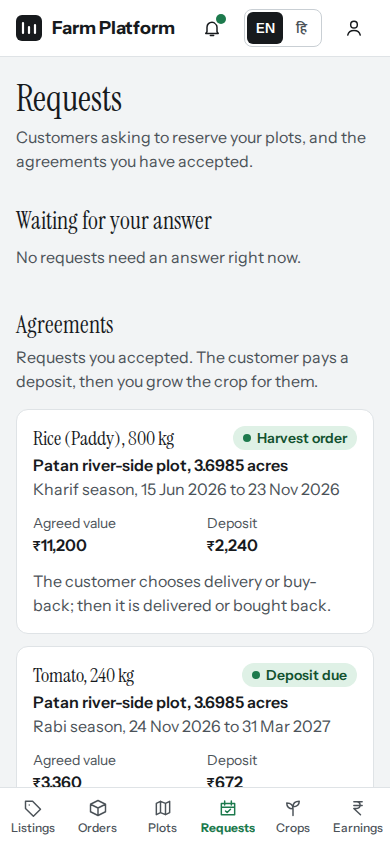 Farm Platform
EN
हि
Requests
Customers asking to reserve your plots, and the
agreements you have accepted.
Waiting for your answer
No requests need an answer right now.
Agreements
Requests you accepted. The customer pays a
deposit, then you grow the crop for them.
Rice (Paddy), 800 kg
Harvest order
Patan river-side plot, 3.6985 acres
Kharif season, 15 Jun 2026 to 23 Nov 2026
Agreed value
Deposit
₹11,200
₹2,240
The customer chooses delivery or buy-
back; then it is delivered or bought back.
Tomato, 240 kg
Deposit due
Patan river-side plot, 3.6985 acres
Rabi season, 24 Nov 2026 to 31 Mar 2027
Agreed value
Deposit
₹3,360
₹672
Listings
Orders
Plots
Requests
Crops
Earnings